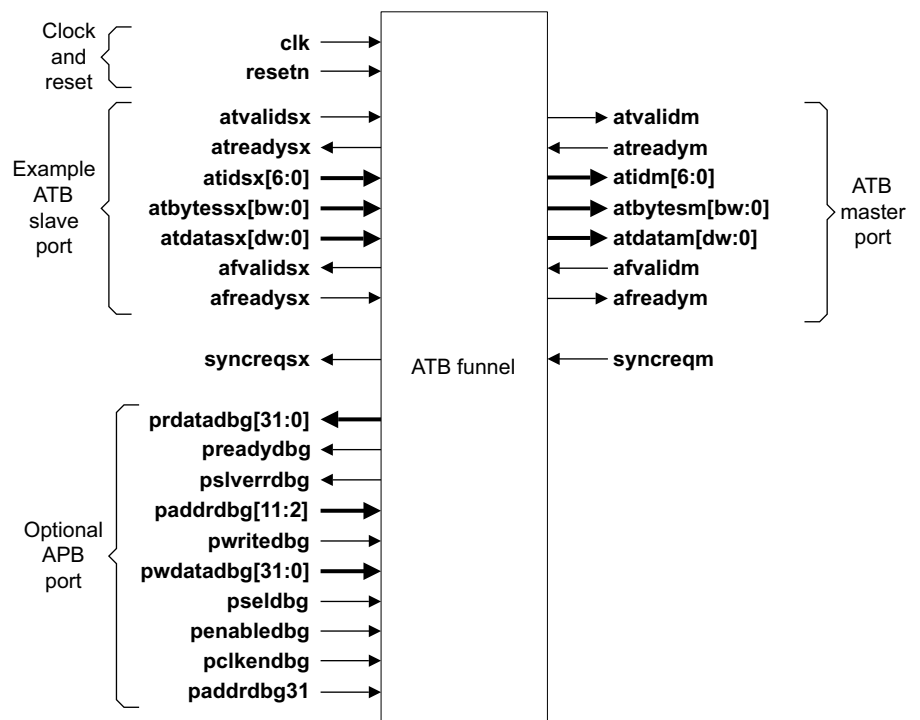 Clock
and
reset
clk
resetn
Example
ATB
slave
port
atvalidsx
atreadysx
atidsx[6:0]
atbytessx[bw:0]
atdatasx[dw:0]
afvalidsx
afreadysx
syncreqsx
ATB funnel
atvalidm
atreadym
atidm[6:0]
atbytesm[bw:0]
atdatam[dw:0]
afvalidm
afreadym
syncreqm
ATB
master
port
Optional
APB
port
prdatadbg[31:0]
preadydbg
pslverrdbg
paddrdbg[11:2]
pwritedbg
pwdatadbg[31:0]
pseldbg
penabledbg
pclkendbg
paddrdbg31